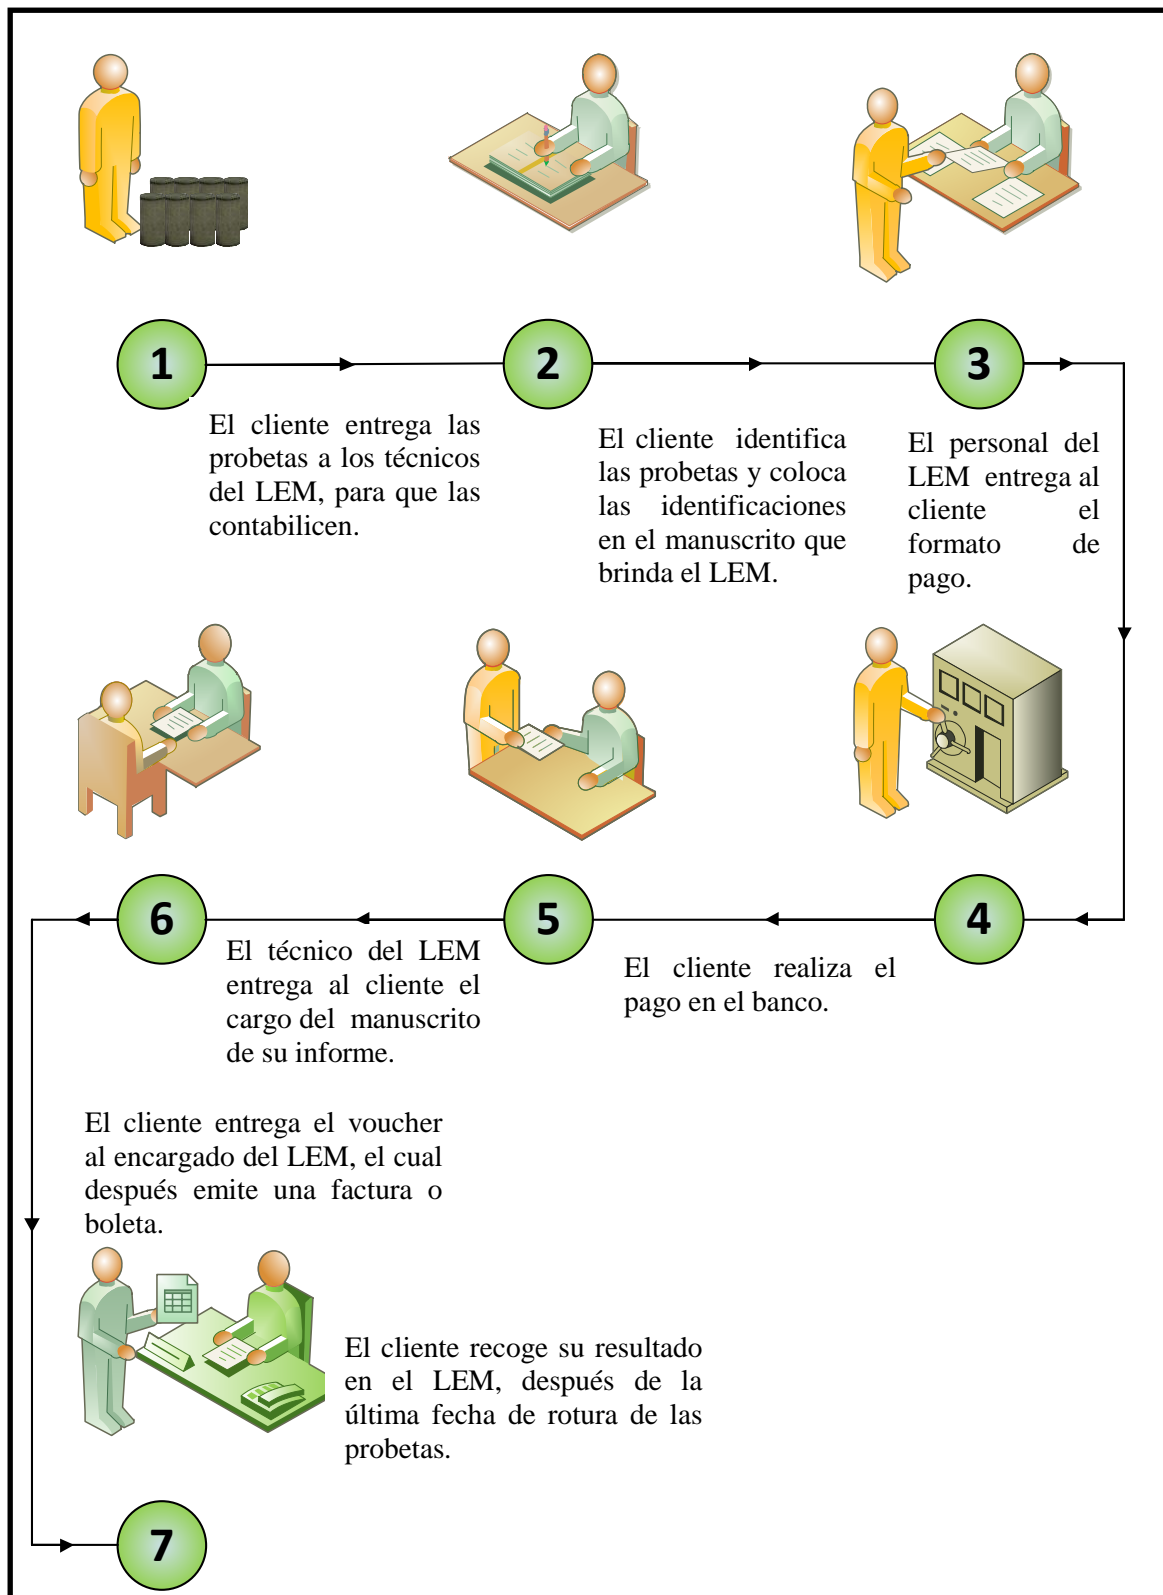 1
2
3
El cliente entrega las
probetas a los técnicos
del LEM, para que las
contabilicen.
El cliente identifica
las probetas y coloca
las identificaciones
en el manuscrito que
brinda el LEM.
El personal del
LEM entrega al
cliente el
formato de
pago.
6
5
4
El técnico del LEM
entrega al cliente el
cargo del manuscrito
de su informe.
El cliente realiza el
pago en el banco.
El cliente entrega el voucher
al encargado del LEM, el cual
después emite una factura o
boleta.
El cliente recoge su resultado
en el LEM, después de la
última fecha de rotura de las
probetas.
7